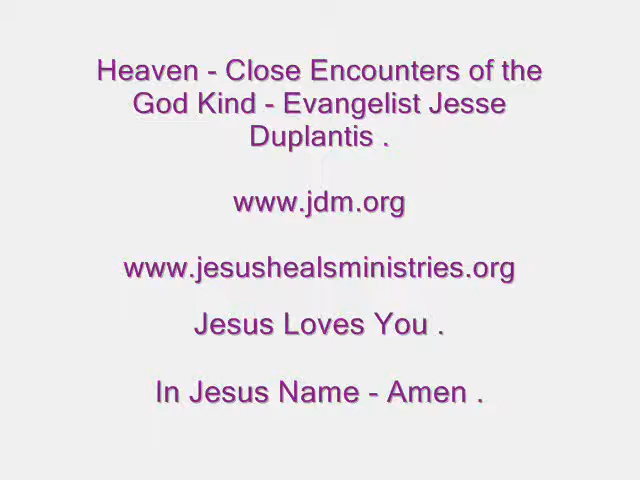 Heaven - Close Encounters of the
God Kind - Evangelist Jesse
Duplantis .
www.jdm.org
www.jesushealsministries.org
Jesus Loves You .
In Jesus Name - Amen .